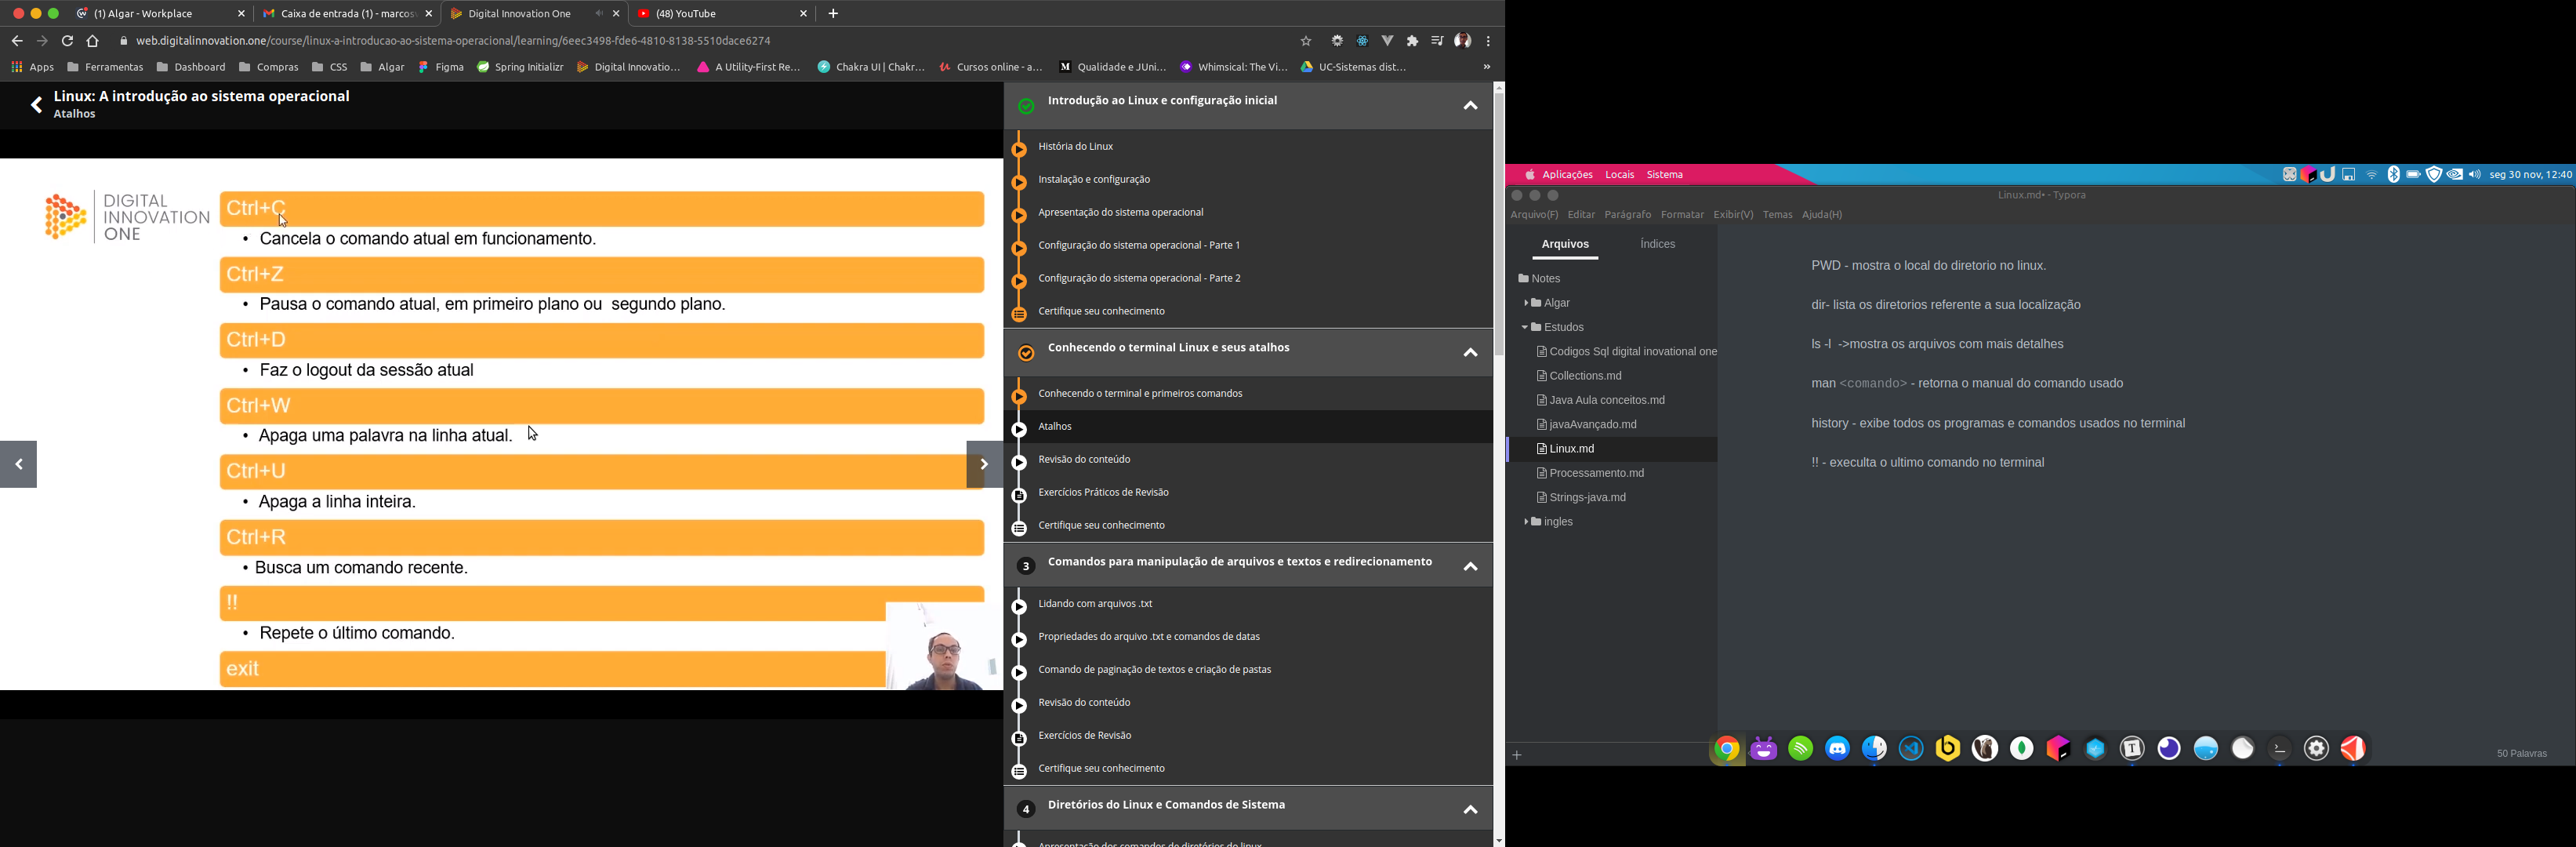 (1) Algar - Workplace
Caixa de entrada (1) - marcos
Digital Innovation One
(48) YouTube
web.digitalinnovation.one/course/linux-a-introducao-ao-sistema-operacional/learning/6eec3498-fde6-4810-8138-5510dace6274
Apps
Ferramentas
Dashboard
Compras
CSS
Algar
Figma
Spring Initializr
Digital Innovatio...
A Utility-First Re...
Chakra UI | Chakr...
Cursos online - a...
Qualidade e JUni...
Whimsical: The Vi...
UC-Sistemas dist...
»
Linux: A introdução ao sistema operacional
Atalhos
DIGITAL
INNOVATION
ONE
Ctrl+C
• Cancela o comando atual em funcionamento.
Ctrl+Z
• Pausa o comando atual, em primeiro plano ou segundo plano.
Ctrl+D
• Faz o logout da sessão atual
Ctrl+W
• Apaga uma palavra na linha atual.
Ctrl+U
• Apaga a linha inteira.
Ctrl+R
• Busca um comando recente.
!!
• Repete o último comando.
exit
Introdução ao Linux e configuração inicial
História do Linux
Instalação e configuração
Apresentação do sistema operacional
Configuração do sistema operacional - Parte 1
Configuração do sistema operacional - Parte 2
Certifique seu conhecimento
Conhecendo o terminal Linux e seus atalhos
Conhecendo o terminal e primeiros comandos
Atalhos
Revisão do conteúdo
Exercícios Práticos de Revisão
Certifique seu conhecimento
3 Comandos para manipulação de arquivos e textos e redirecionamento
Lidando com arquivos .txt
Propriedades do arquivo .txt e comandos de datas
Comando de paginação de textos e criação de pastas
Revisão do conteúdo
Exercícios de Revisão
Certifique seu conhecimento
4 Diretórios do Linux e Comandos de Sistema
Apresentação dos comandos de diretórios do linux
Aplicações Locais Sistema
seg 30 nov, 12:40
Linux.md• - Typora
Arquivo(F) Editar Parágrafo Formatar Exibir(V) Temas Ajuda(H)
Arquivos
Índices
Notes
Algar
Estudos
Codigos Sql digital inovational one
Collections.md
Java Aula conceitos.md
javaAvançado.md
Linux.md
Processamento.md
Strings-java.md
ingles
PWD - mostra o local do diretorio no linux.
dir- lista os diretorios referente a sua localização
ls -l ->mostra os arquivos com mais detalhes
man <comando> - retorna o manual do comando usado
history - exibe todos os programas e comandos usados no terminal
!! - executa o ultimo comando no terminal
50 Palavras